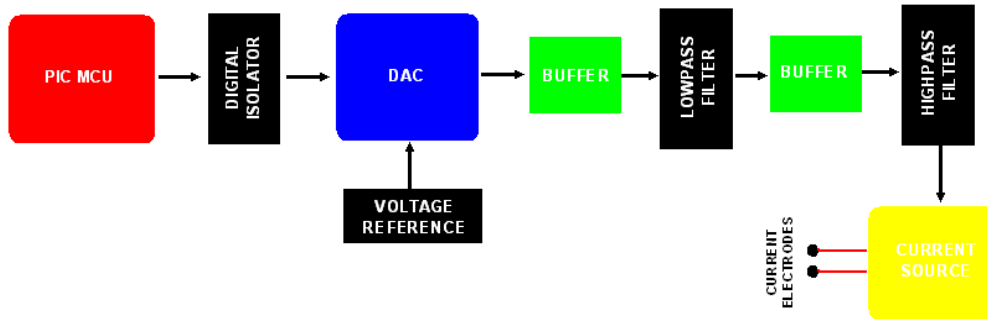 PIC MCU
DIGITAL
ISOLATOR
DAC
BUFFER
LOWPASS
FILTER
BUFFER
HIGHPASS
FILTER
VOLTAGE
REFERENCE
CURRENT
ELECTRODES
CURRENT
SOURCE